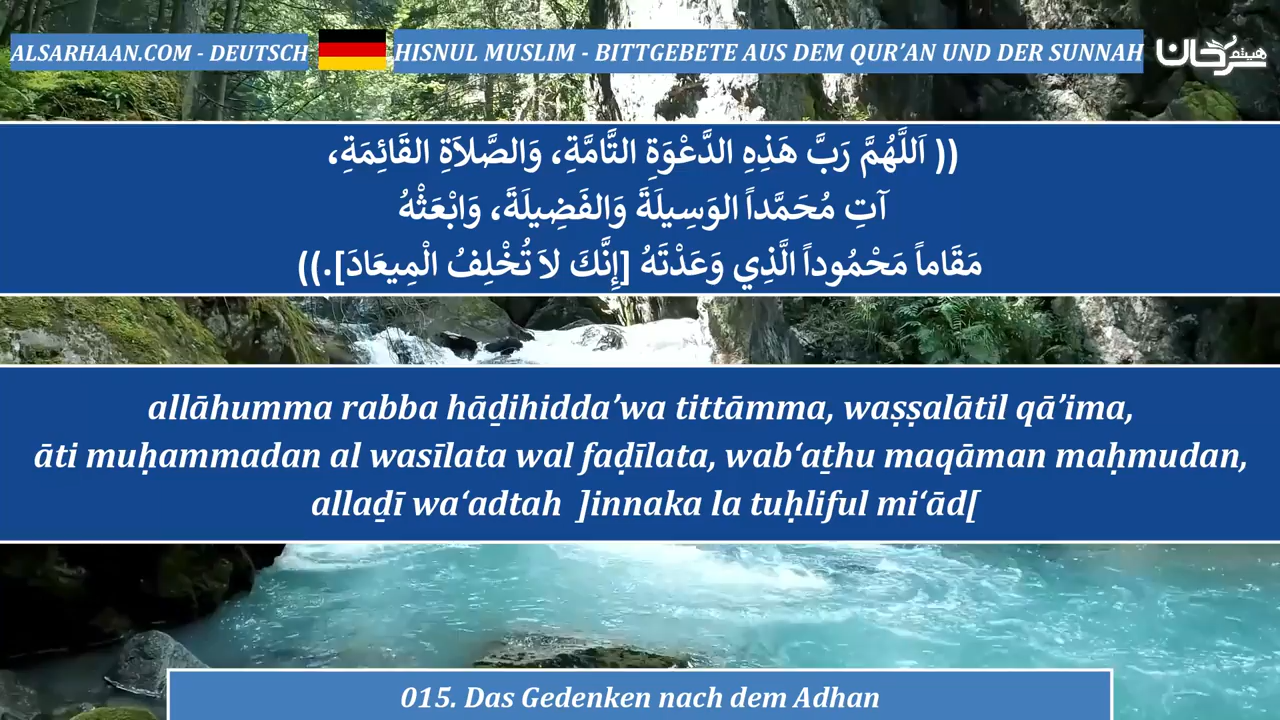 ALSARHAAN.COM - DEUTSCH
HISNUL MUSLIM - BITTGEBETE AUS DEM QUR’AN UND DER SUNNAH
هيثم سرحان
(( اَللَّهُمَّ رَبَّ هَذِهِ الدَّعْوَةِ التَّامَّةِ، وَالصَّلاَةِ القَائِمَةِ،
آتِ مُحَمَّداً الوَسِيلَةَ وَالفَضِيلَةَ، وَابْعَثْهُ
مَقَاماً مَحْمُوداً الَّذِي وَعَدْتَهُ [إِنَّكَ لاَ تُخْلِفُ الْمِيعَادَ].))
allāhumma rabba hāḏihidda’wa tittāmma, waṣṣalātil qā’ima,
āti muḥammadan al wasīlata wal faḍīlata, wab‘aṯhu maqāman maḥmudan,
allaḏī wa‘adtah ]innaka la tuḥliful mi‘ād[
015. Das Gedenken nach dem Adhan